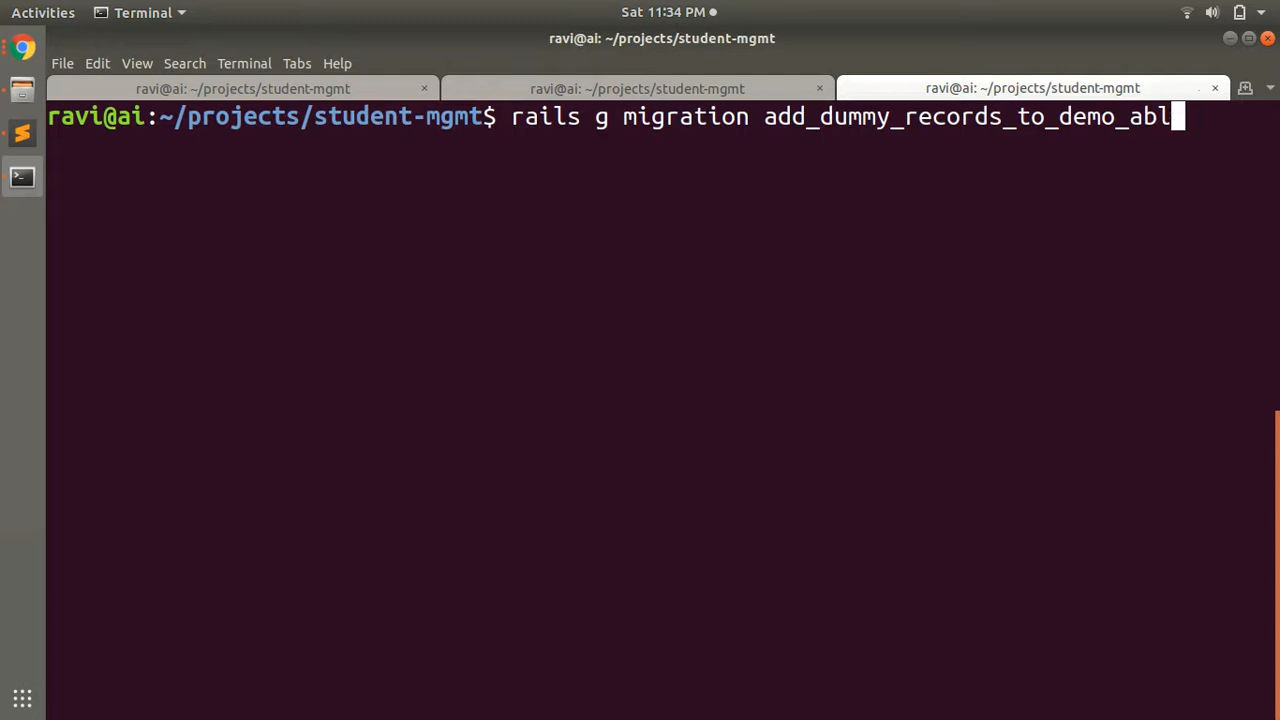 Activities Terminal Sat 11:34 PM
ravi@ai: ~/projects/student-mgmt
File Edit View Search Terminal Tabs Help
ravi@ai: ~/projects/student-mgmt × ravi@ai: ~/projects/student-mgmt × ravi@ai: ~/projects/student-mgmt ×
ravi@ai:~/projects/student-mgmt$ rails g migration add_dummy_records_to_demo_abl